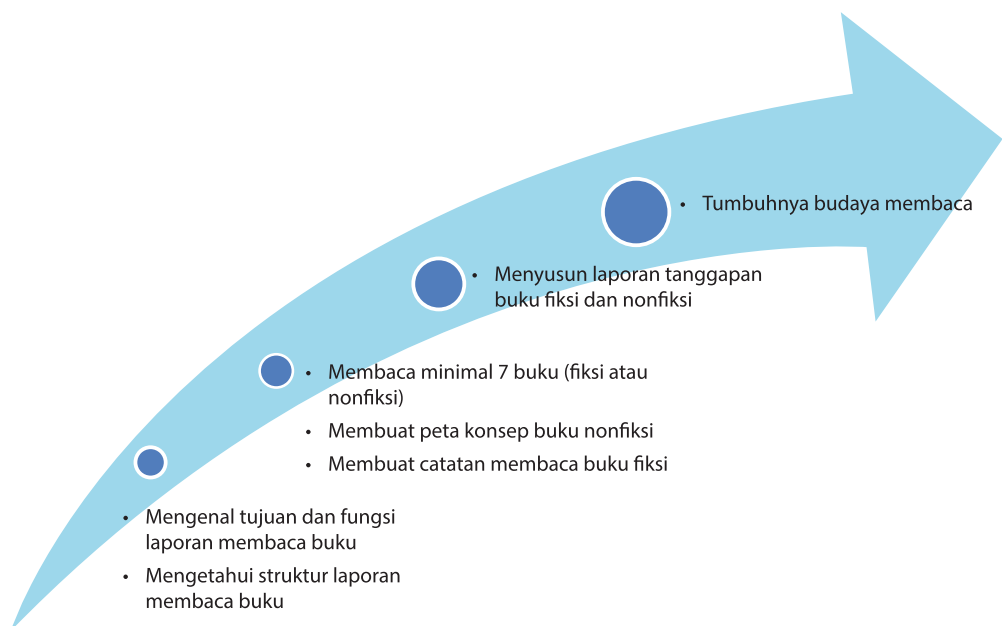 • Tumbuhnya budaya membaca
• Menyusun laporan tanggapan
buku fiksi dan nonfiksi
• Membaca minimal 7 buku (fiksi atau
nonfiksi)
• Membuat peta konsep buku nonfiksi
• Membuat catatan membaca buku fiksi
• Mengenal tujuan dan fungsi
laporan membaca buku
• Mengetahui struktur laporan
membaca buku